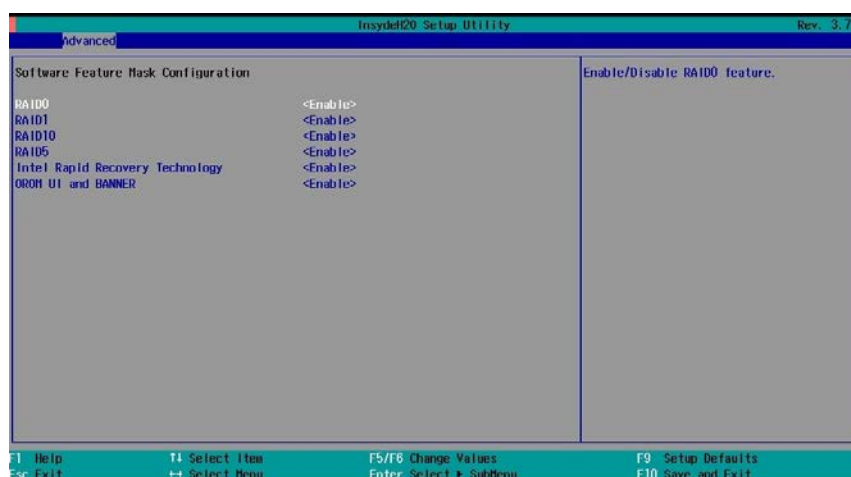 InsydeH20 Setup Utility Rev. 3.7
Advanced
Software Feature Mask Configuration
Enable/Disable RAID0 feature.
RAID0 <Enable>
RAID1 <Enable>
RAID10 <Enable>
RAID5 <Enable>
Intel Rapid Recovery Technology <Enable>
OROM UI and BANNER <Enable>
F1 Help ↑↓ Select Item F5/F6 Change Values F9 Setup Defaults
Esc Exit ↔ Select Menu Enter Select ▶ SubMenu F10 Save and Exit